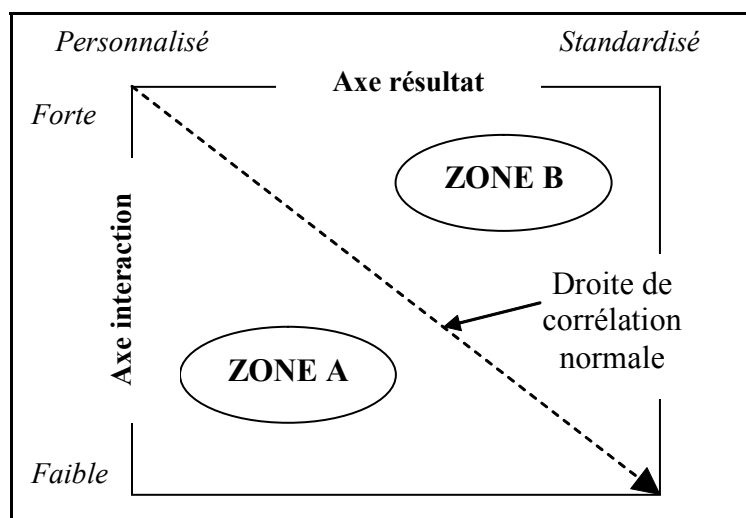 Personnalisé
Standardisé
Axe résultat
Forte
ZONE B
Axe interaction
Droite de
corrélation
normale
ZONE A
Faible